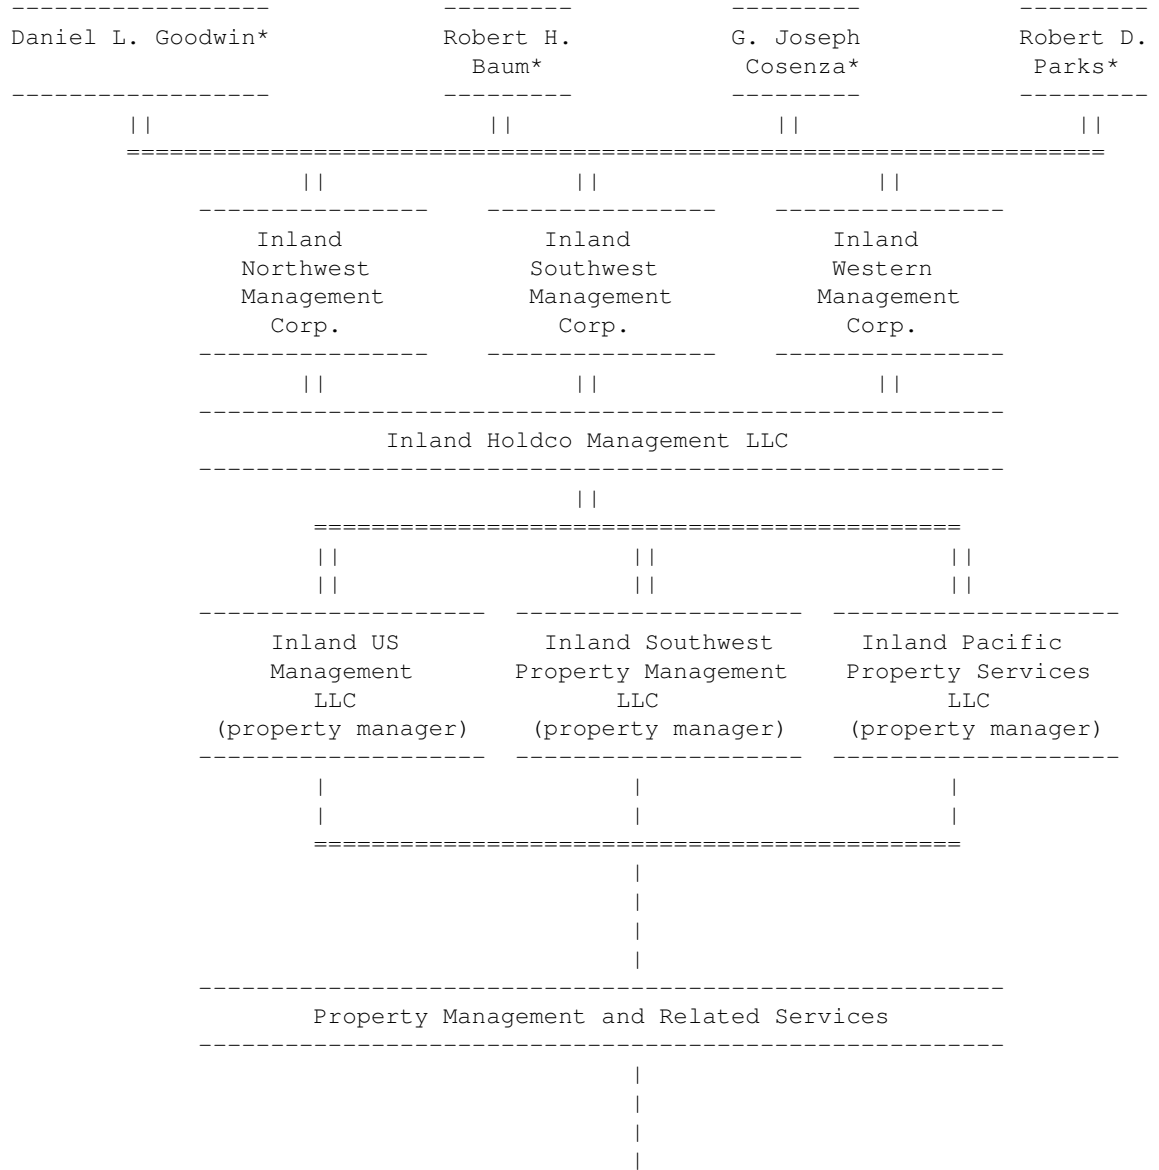 Daniel L. Goodwin* Robert H. G. Joseph Robert D.
Baum* Cosenza* Parks*
Inland Inland Inland
Northwest Southwest Western
Management Management Management
Corp. Corp. Corp.
Inland Holdco Management LLC
Inland US Inland Southwest Inland Pacific
Management Property Management Property Services
LLC LLC LLC
(property manager) (property manager) (property manager)
Property Management and Related Services